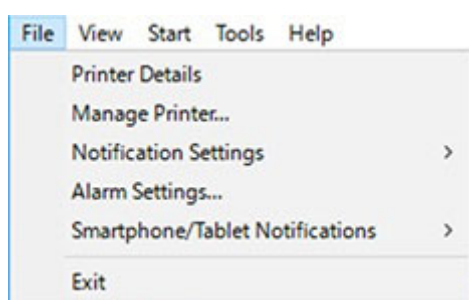 File View Start Tools Help
Printer Details
Manage Printer...
Notification Settings
Alarm Settings...
Smartphone/Tablet Notifications
Exit